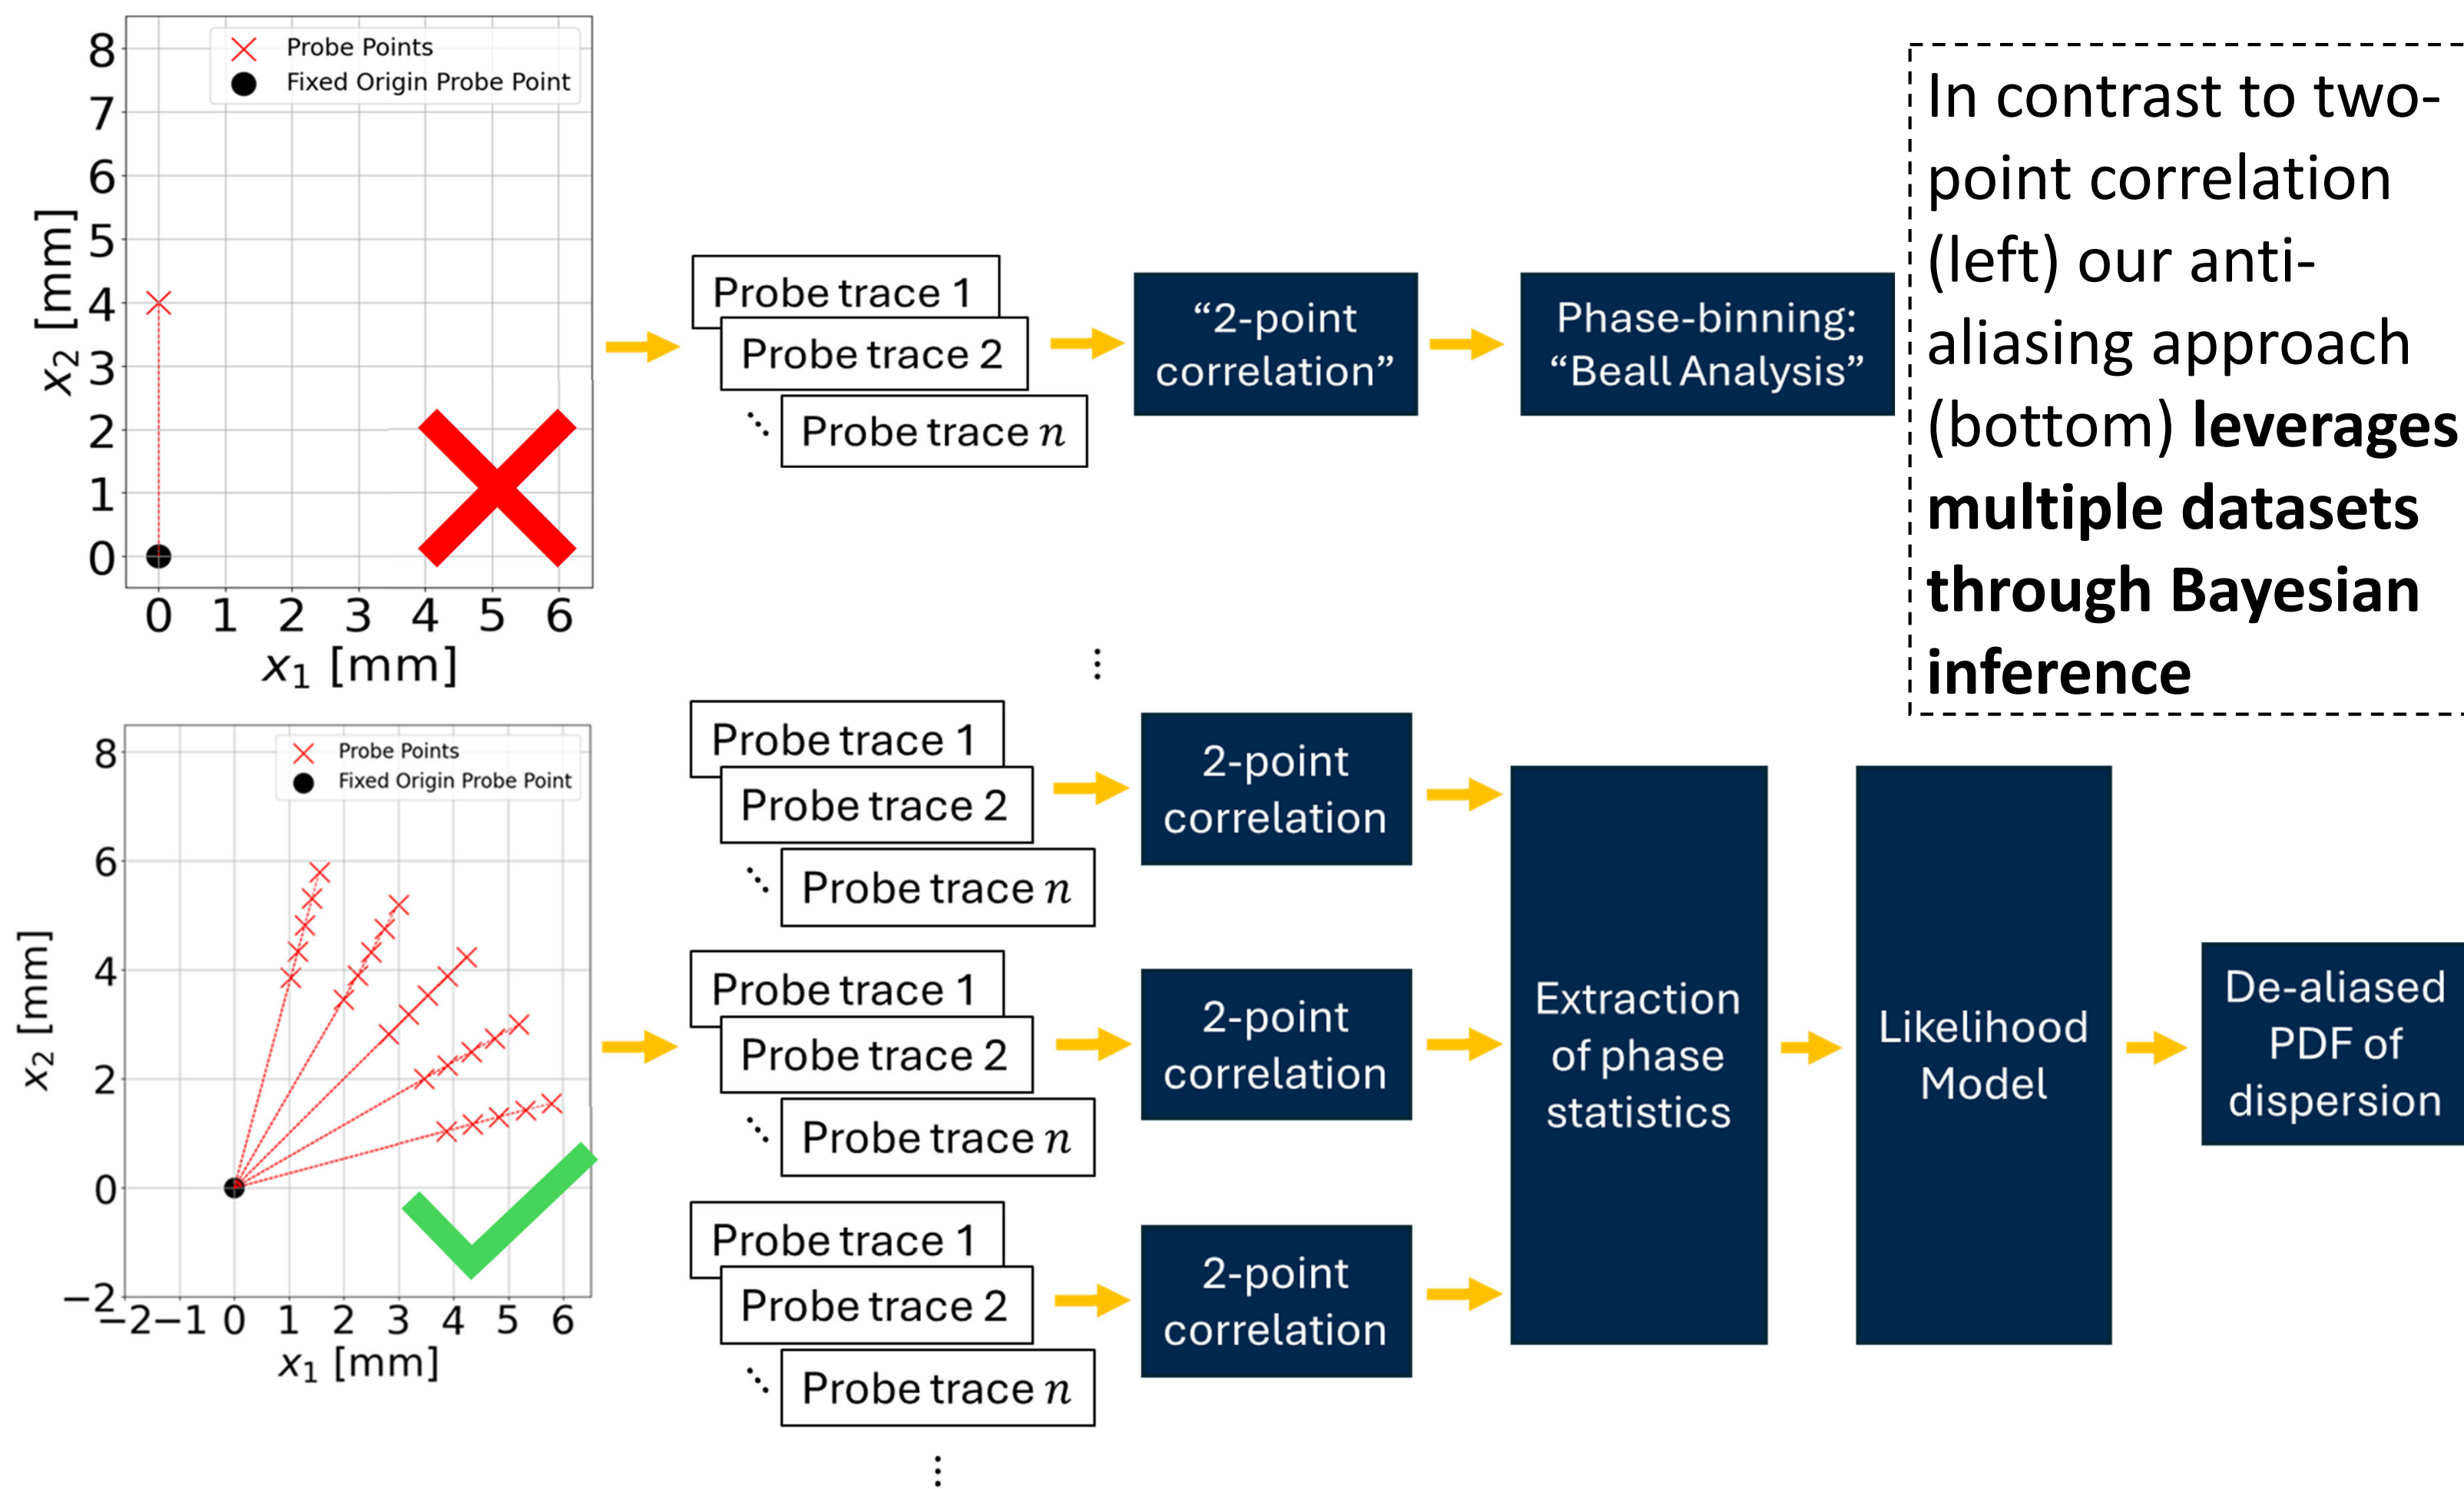 8
7
6
5
4
3
2
1
0
x₂ [mm]
Probe Points
Fixed Origin Probe Point
0 1 2 3 4 5 6
x₁ [mm]
Probe trace 1
Probe trace 2
⋱
Probe trace n
“2-point
correlation”
Phase-binning:
“Beall Analysis”
In contrast to two-
point correlation
(left) our anti-
aliasing approach
(bottom) leverages
multiple datasets
through Bayesian
inference
8
6
4
2
0
−2
x₂ [mm]
Probe Points
Fixed Origin Probe Point
−2 −1 0 1 2 3 4 5 6
x₁ [mm]
⋮
Probe trace 1
Probe trace 2
⋱
Probe trace n
2-point
correlation
Probe trace 1
Probe trace 2
⋱
Probe trace n
2-point
correlation
Probe trace 1
Probe trace 2
⋱
Probe trace n
2-point
correlation
⋮
Extraction
of phase
statistics
Likelihood
Model
De-aliased
PDF of
dispersion